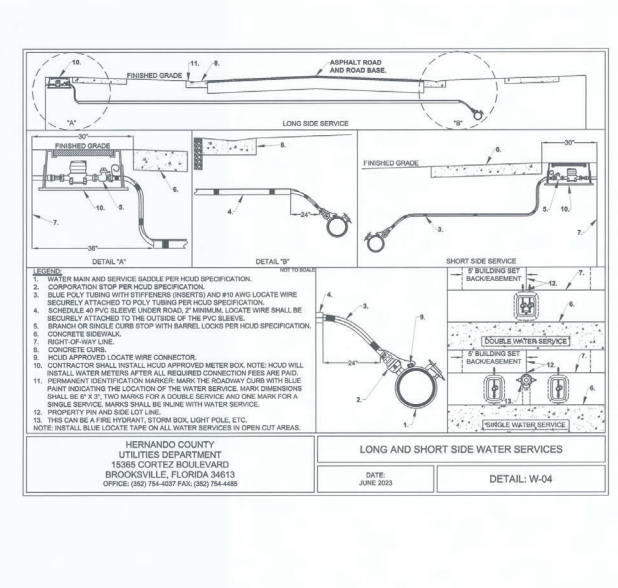 10.
11.
8.
ASPHALT ROAD
AND ROAD BASE.
FINISHED GRADE
"A"
LONG SIDE SERVICE
"B"
30"
FINISHED GRADE
6.
7.
10.
5.
36"
DETAIL "A"
8.
4.
24"
DETAIL "B"
NOT TO SCALE
6.
30"
FINISHED GRADE
5.
10.
7.
3.
SHORT SIDE SERVICE
LEGEND:
1. WATER MAIN AND SERVICE SADDLE PER HCUD SPECIFICATION.
2. CORPORATION STOP PER HCUD SPECIFICATION.
3. BLUE POLY TUBING WITH STIFFENERS (INSERTS) AND #10 AWG LOCATE WIRE
SECURELY ATTACHED TO POLY TUBING PER HCUD SPECIFICATION.
4. SCHEDULE 40 PVC SLEEVE UNDER ROAD, 2" MINIMUM. LOCATE WIRE SHALL BE
SECURELY ATTACHED TO THE OUTSIDE OF THE PVC SLEEVE.
5. BRANCH OR SINGLE CURB STOP WITH BARREL LOCKS PER HCUD SPECIFICATION.
6. CONCRETE SIDEWALK.
7. RIGHT-OF-WAY LINE.
8. CONCRETE CURB.
9. HCUD APPROVED LOCATE WIRE CONNECTOR.
10. CONTRACTOR SHALL INSTALL HCUD APPROVED METER BOX. NOTE: HCUD WILL
INSTALL WATER METERS AFTER ALL REQUIRED CONNECTION FEES ARE PAID.
11. PERMANENT IDENTIFICATION MARKER: MARK THE ROADWAY CURB WITH BLUE
PAINT INDICATING THE LOCATION OF THE WATER SERVICE. MARK DIMENSIONS
SHALL BE 6" X 3", TWO MARKS FOR A DOUBLE SERVICE AND ONE MARK FOR A
SINGLE SERVICE. MARKS SHALL BE INLINE WITH WATER SERVICE.
12. PROPERTY PIN AND SIDE LOT LINE.
13. THIS CAN BE A FIRE HYDRANT, STORM BOX, LIGHT POLE, ETC.
NOTE: INSTALL BLUE LOCATE TAPE ON ALL WATER SERVICES IN OPEN CUT AREAS.
4.
3.
9.
24"
2.
1.
5' BUILDING SET
BACK/EASEMENT
7.
12.
6.
DOUBLE WATER SERVICE
5' BUILDING SET
BACK/EASEMENT
7.
12.
6.
13.
SINGLE WATER SERVICE
HERNANDO COUNTY
UTILITIES DEPARTMENT
15365 CORTEZ BOULEVARD
BROOKSVILLE, FLORIDA 34613
OFFICE: (352) 754-4037 FAX: (352) 754-4485
LONG AND SHORT SIDE WATER SERVICES
DATE:
JUNE 2023
DETAIL: W-04